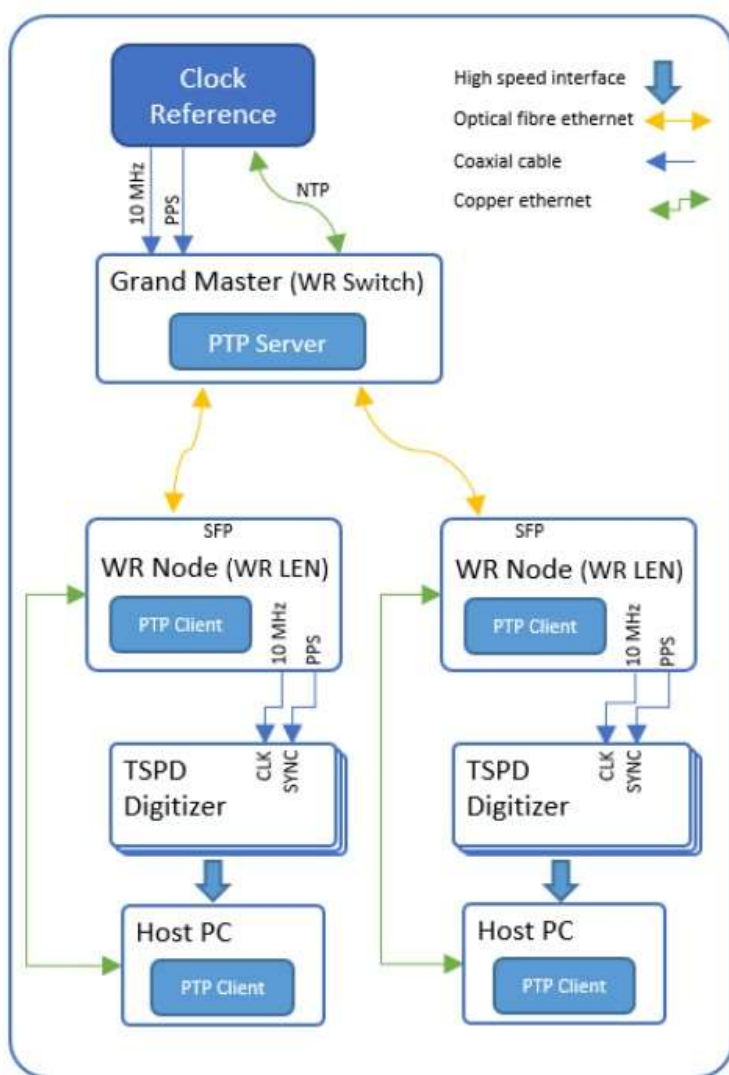 Clock
Reference
High speed interface
Optical fibre ethernet
Coaxial cable
Copper ethernet
10 MHz
PPS
NTP
Grand Master (WR Switch)
PTP Server
SFP
WR Node (WR LEN)
PTP Client
10 MHz
PPS
SFP
WR Node (WR LEN)
PTP Client
10 MHz
PPS
TSPD
Digitizer
CLK
SYNC
TSPD
Digitizer
CLK
SYNC
Host PC
PTP Client
Host PC
PTP Client